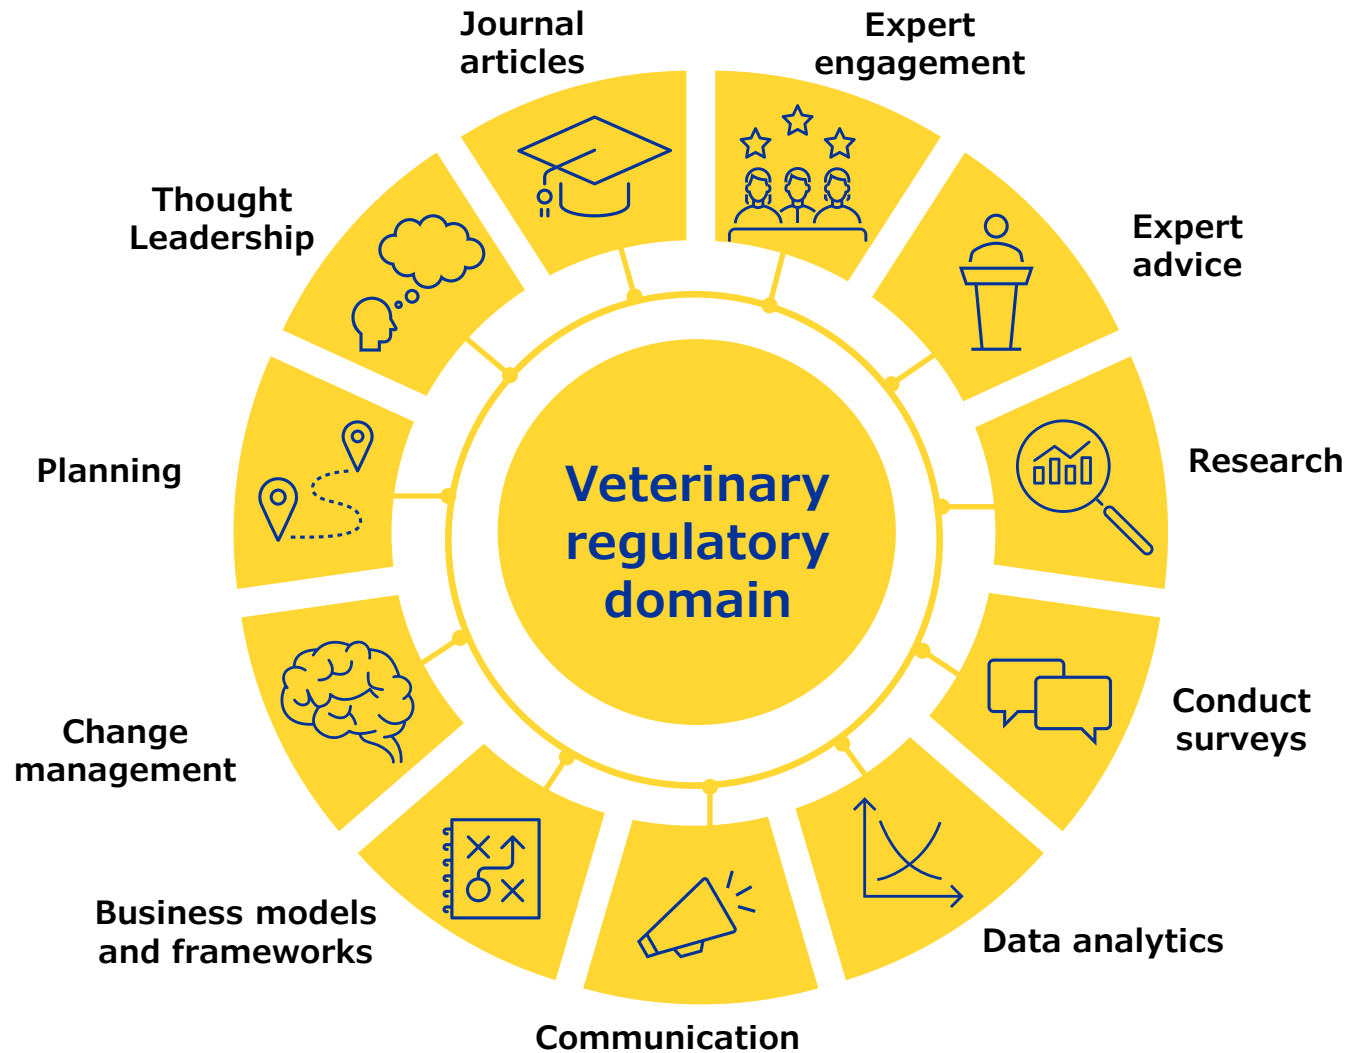 Journal
articles
Expert
engagement
Thought
Leadership
Expert
advice
Planning
Research
Veterinary
regulatory
domain
Change
management
Conduct
surveys
Business models
and frameworks
Data analytics
Communication